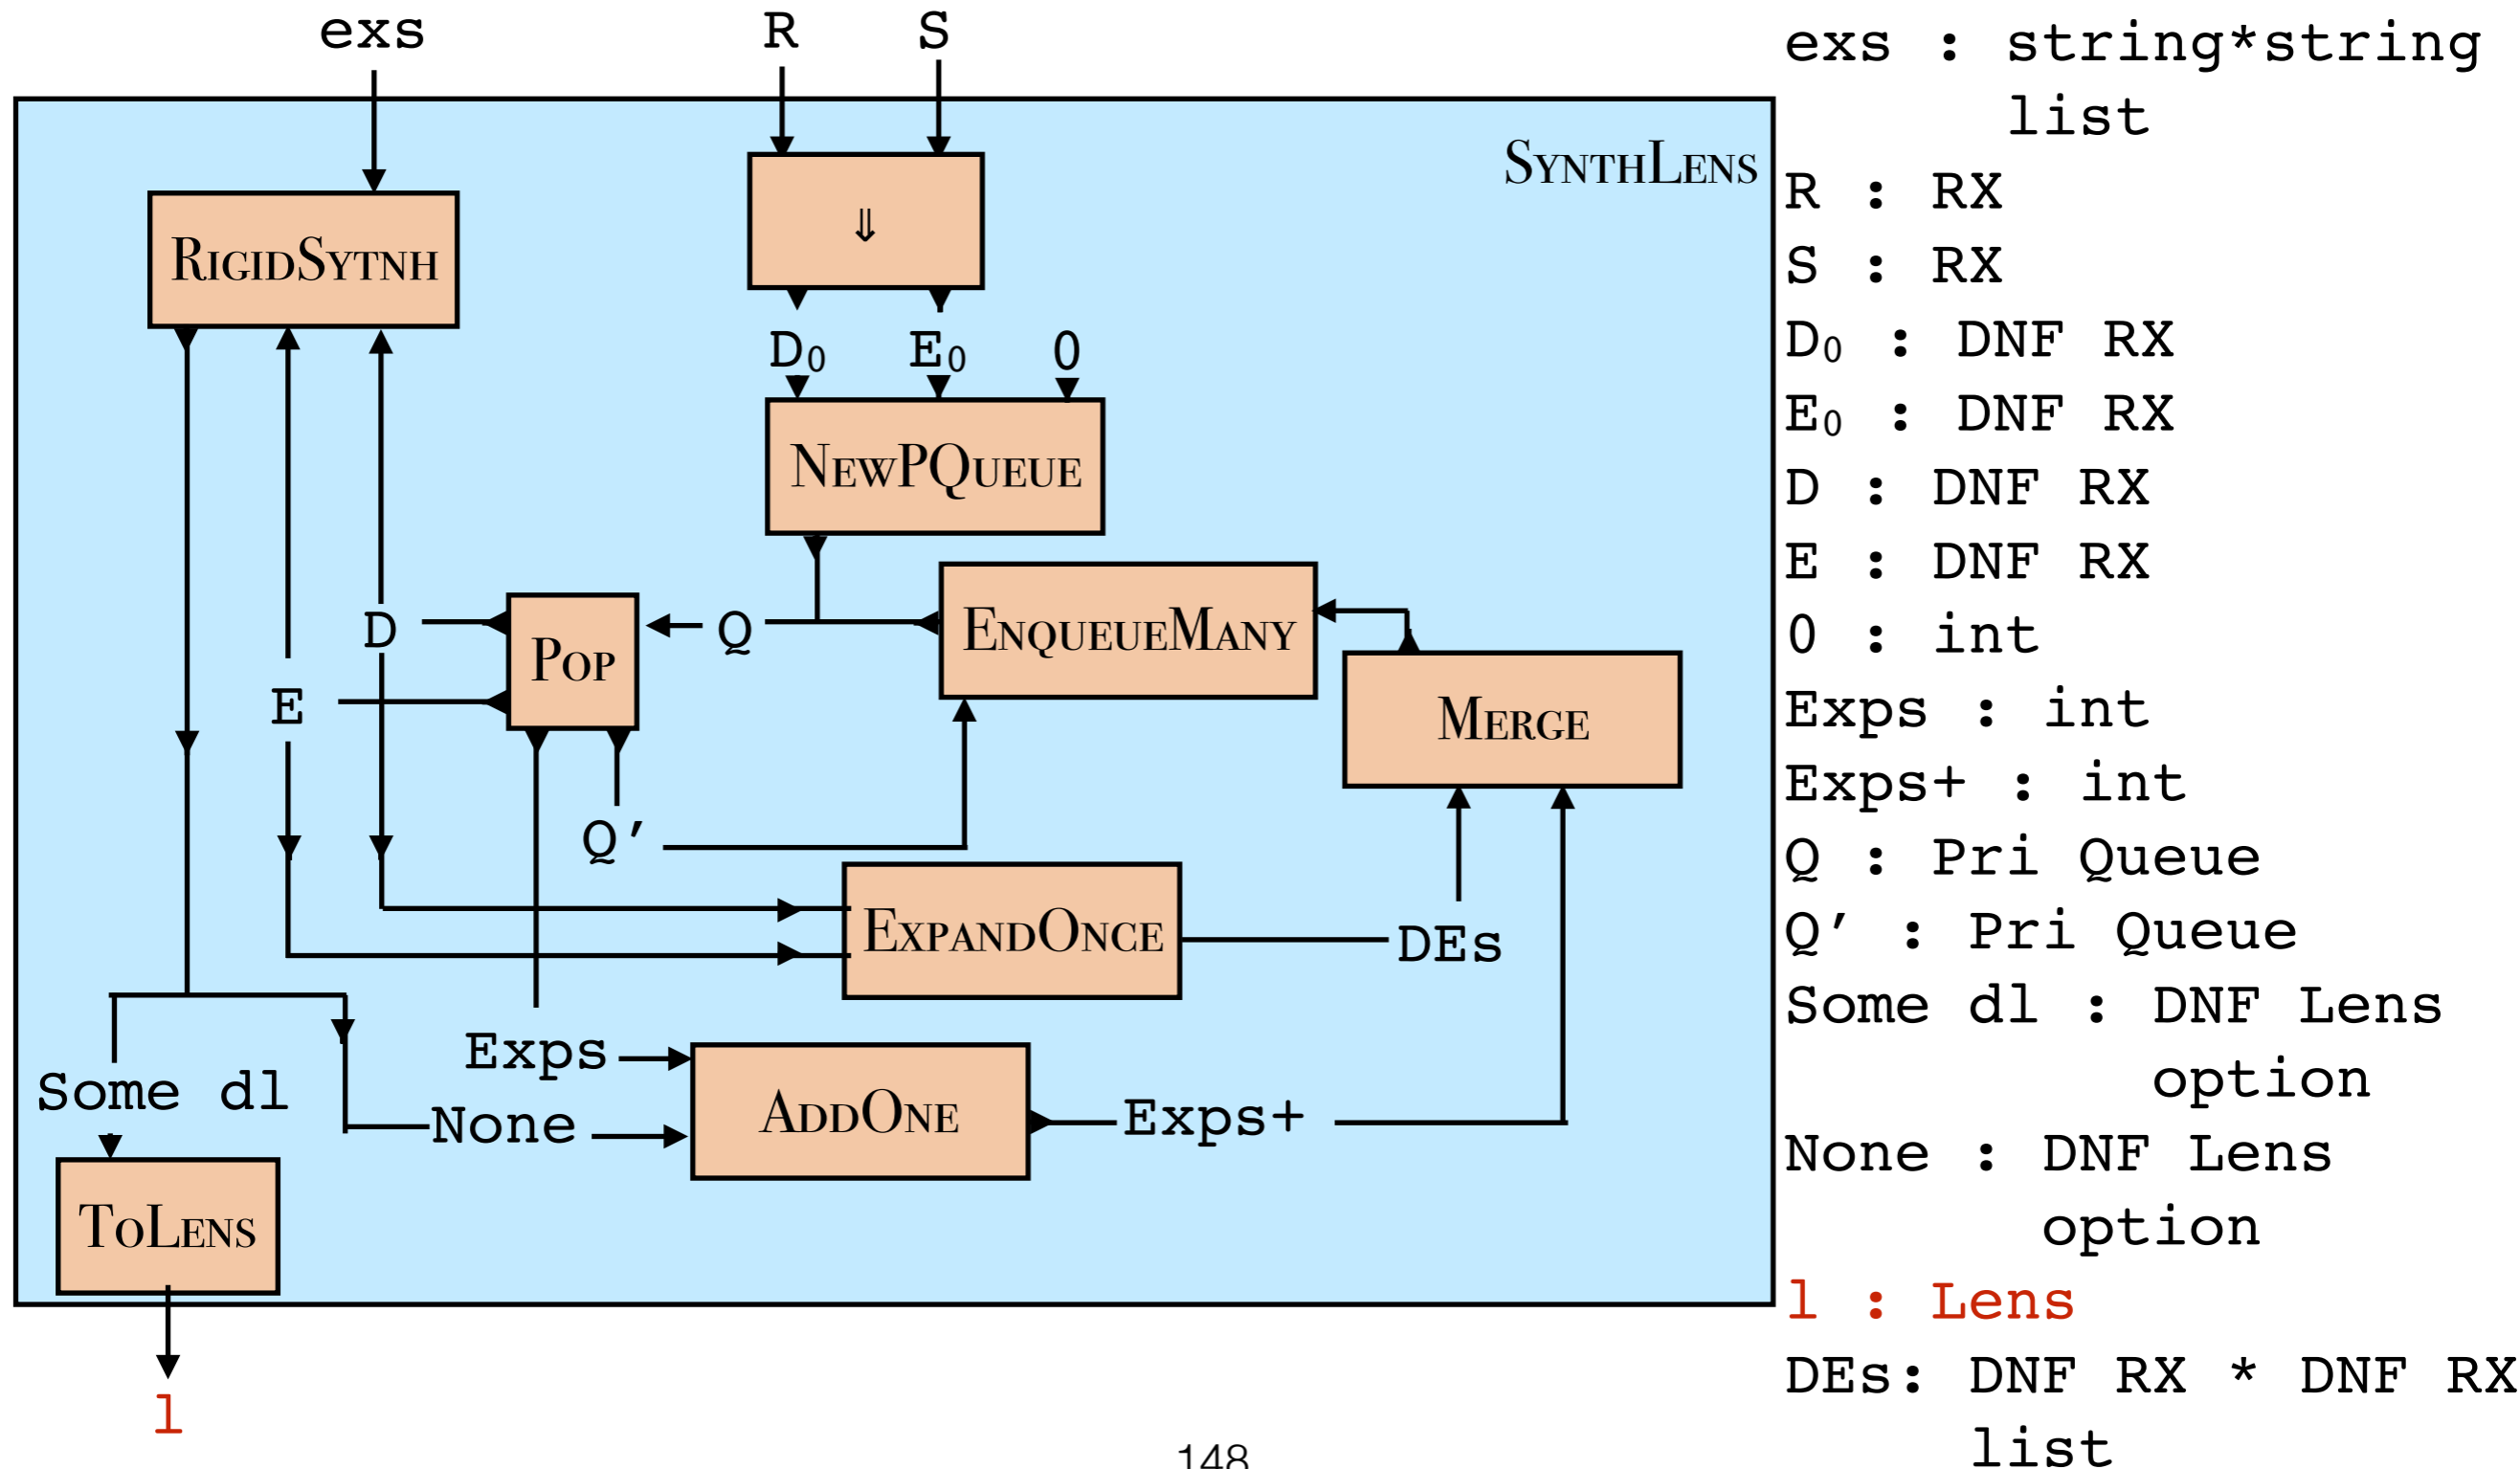 exs
R S
SYNTHLENS
RIGIDSYTNH
⇓
D₀ E₀ 0
NEWPQUEUE
D
POP
Q
ENQUEUEMANY
E
MERGE
Q’
EXPANDONCE
DEs
Exps
Some dl
None
ADDONE
Exps+
TOLENS
l
exs : string*string
list
R : RX
S : RX
D₀ : DNF RX
E₀ : DNF RX
D : DNF RX
E : DNF RX
0 : int
Exps : int
Exps+ : int
Q : Pri Queue
Q’ : Pri Queue
Some dl : DNF Lens
option
None : DNF Lens
option
l : Lens
DEs: DNF RX * DNF RX
list
148